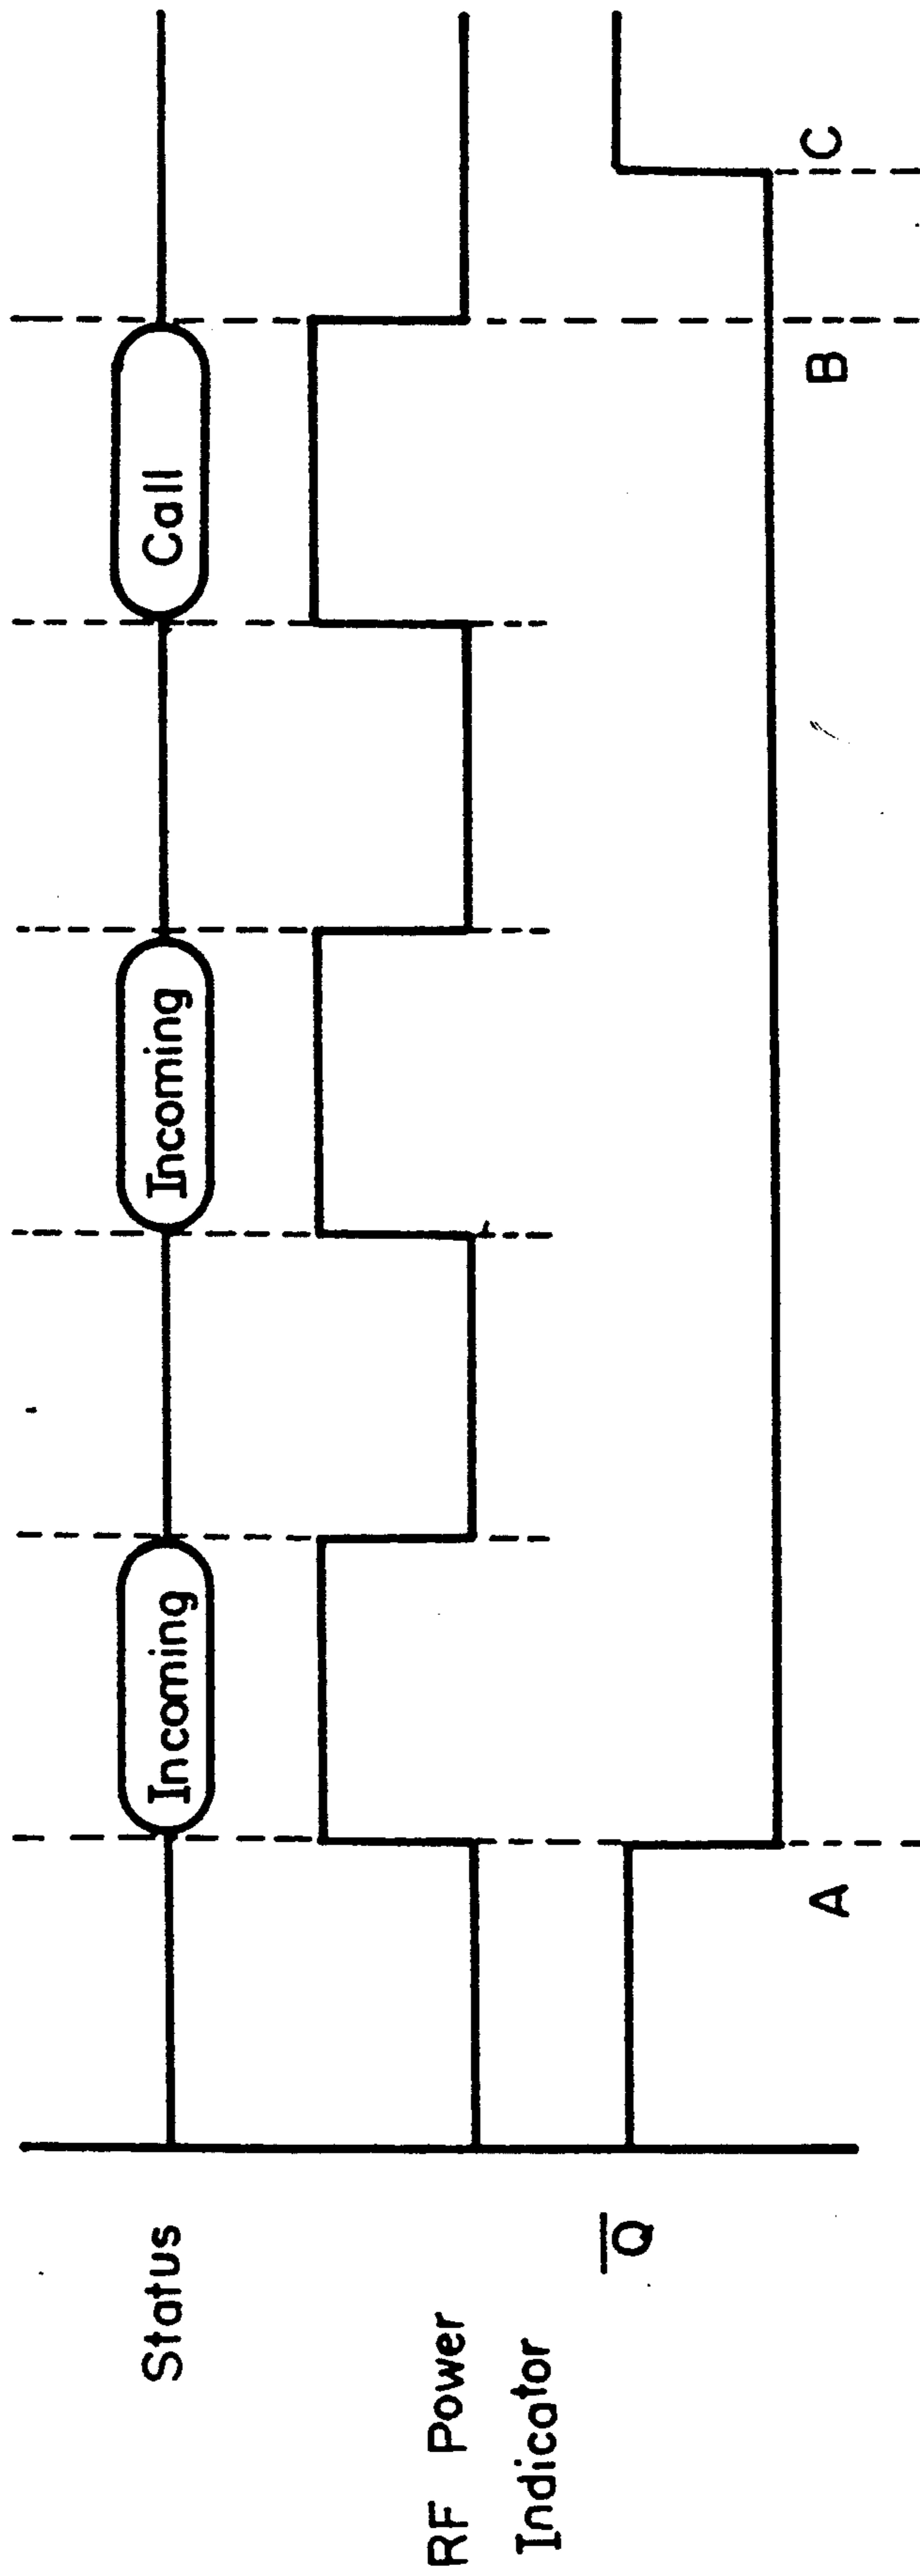 Status
Incoming
Incoming
Call
RF Power
Indicator
Q̅
A
B
C